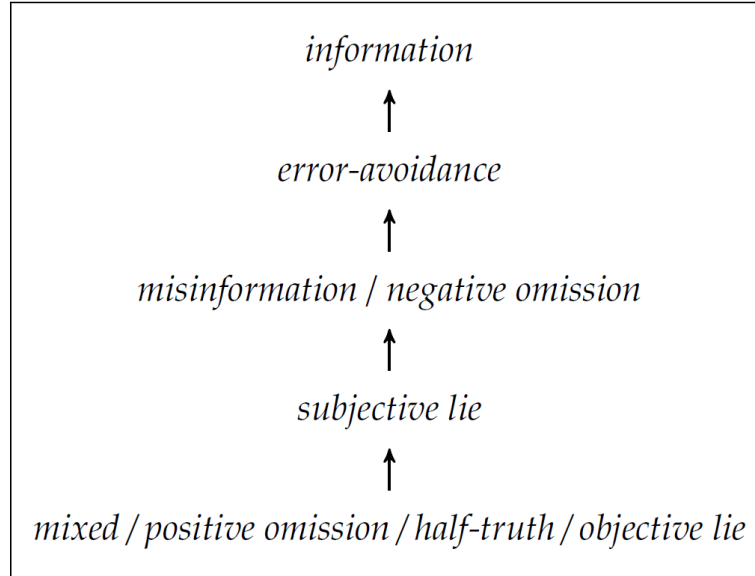 information
error-avoidance
misinformation / negative omission
subjective lie
mixed / positive omission / half-truth / objective lie